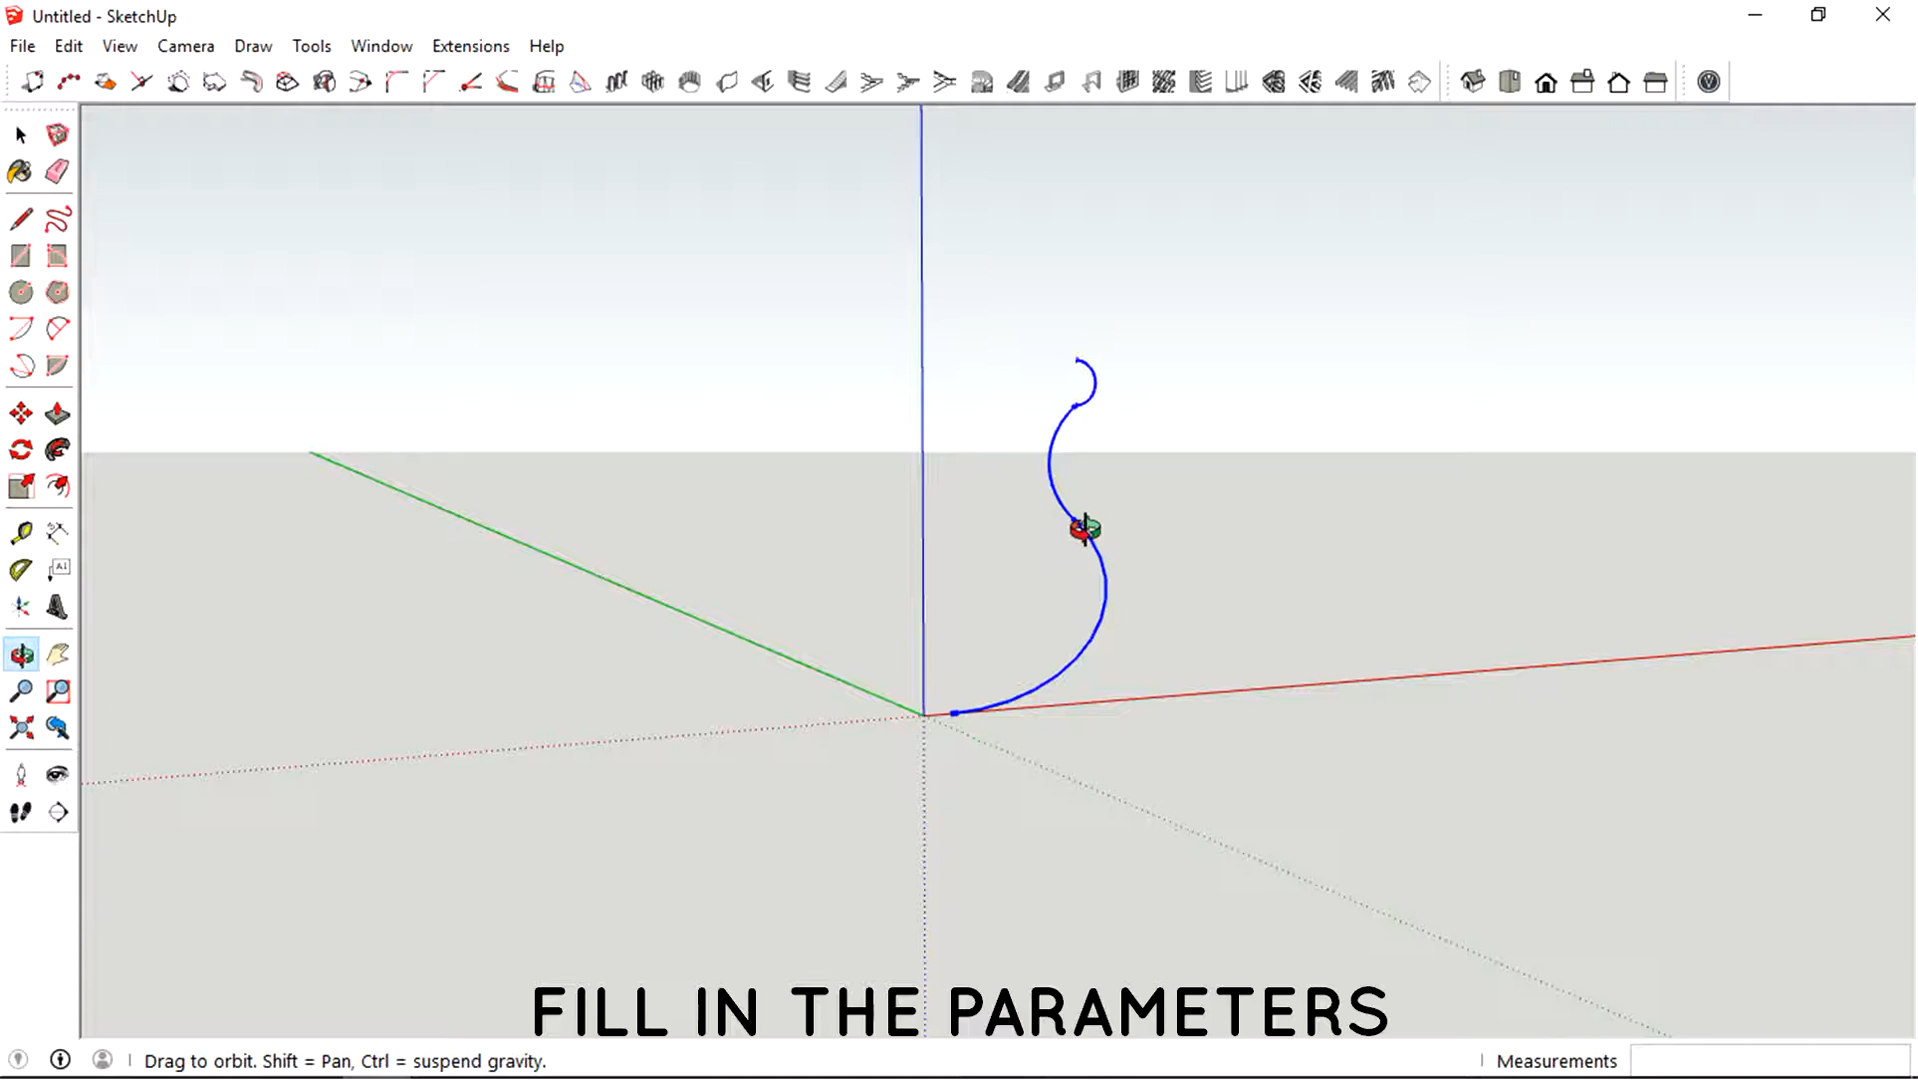 Untitled - SketchUp
File Edit View Camera Draw Tools Window Extensions Help
A1
FILL IN THE PARAMETERS
Drag to orbit. Shift = Pan, Ctrl = suspend gravity.
Measurements